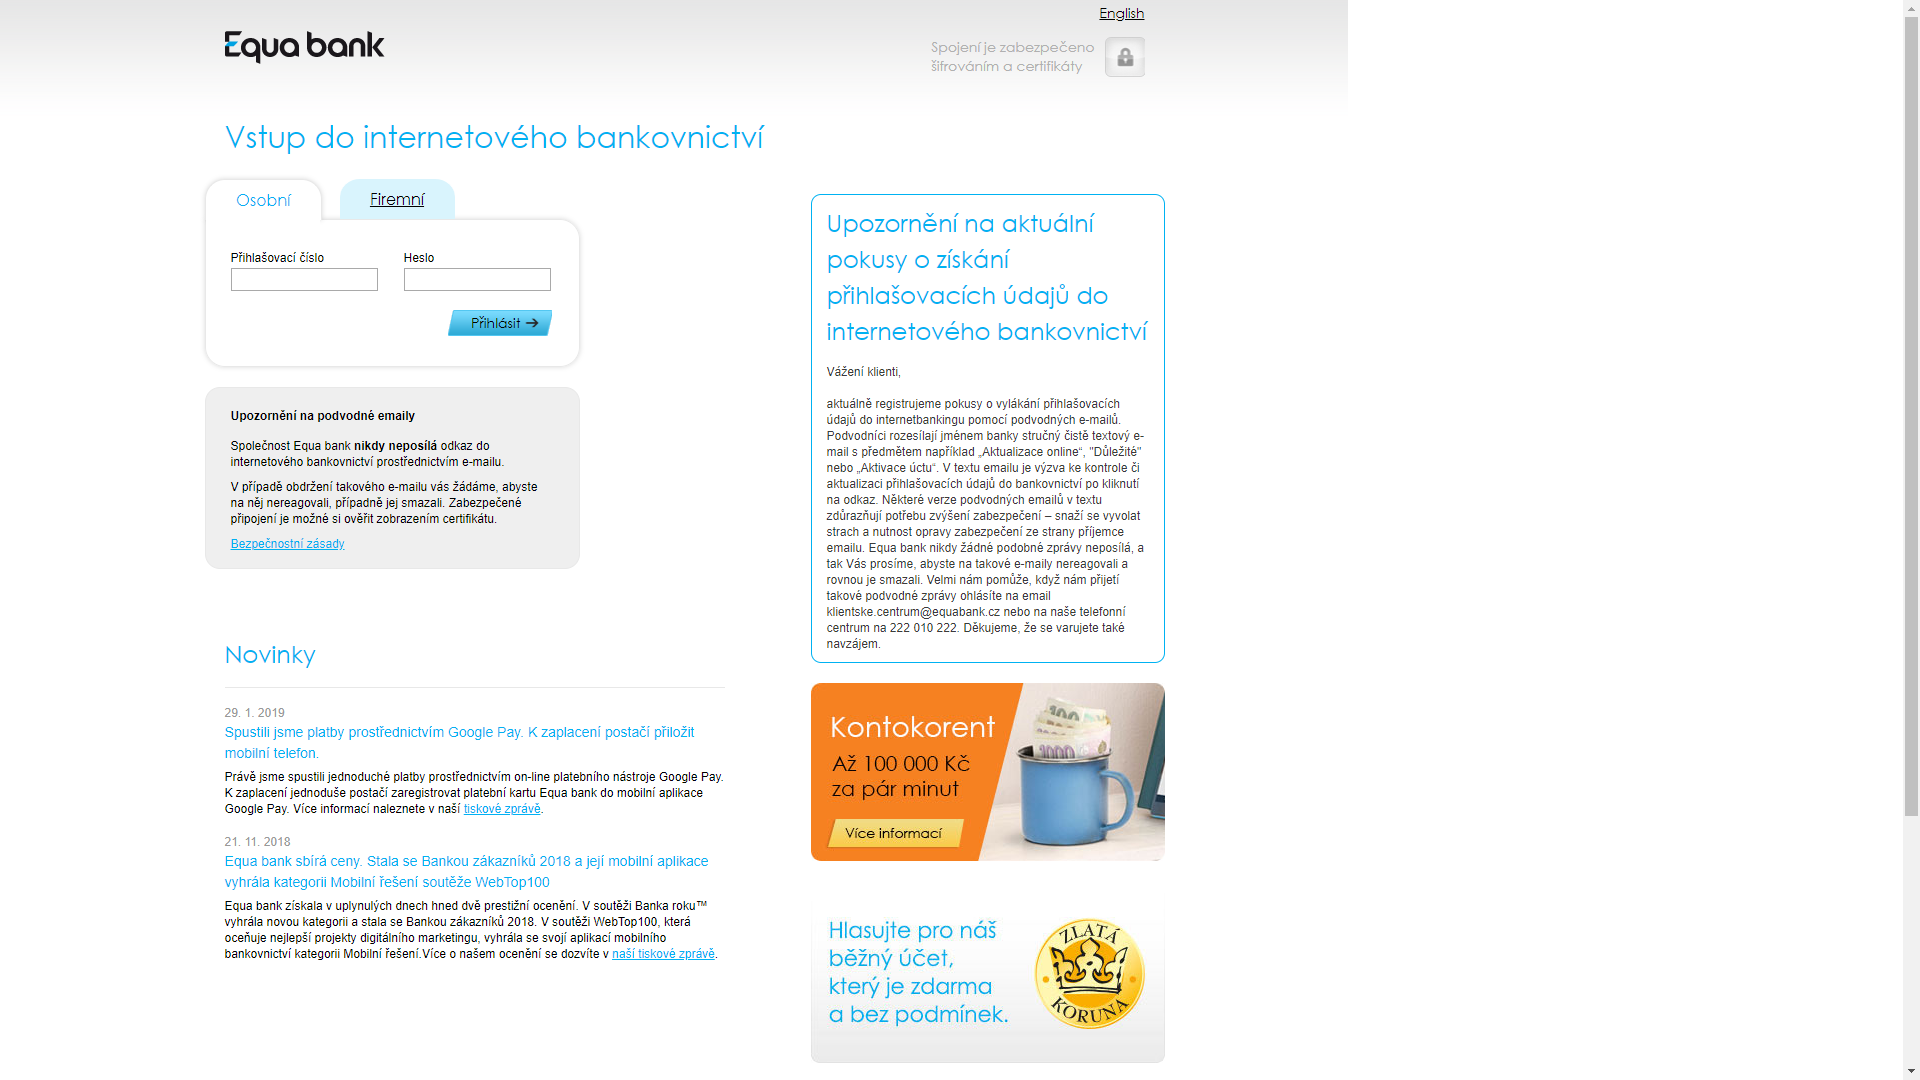 English
Equa bank
Spojení je zabezpečeno
šifrováním a certifikáty
Vstup do internetového bankovnictví
Osobní
Firemní
Přihlašovací číslo
Heslo
Přihlásit
Upozornění na podvodné emaily
Společnost Equa bank nikdy neposílá odkaz do
internetového bankovnictví prostřednictvím e-mailu.
V případě obdržení takového e-mailu vás žádáme, abyste
na něj nereagovali, případně jej smazali. Zabezpečené
připojení je možné si ověřit zobrazením certifikátu.
Bezpečnostní zásady
Novinky
29. 1. 2019
Spustili jsme platby prostřednictvím Google Pay. K zaplacení postačí přiložit
mobilní telefon.
Právě jsme spustili jednoduché platby prostřednictvím on-line platebního nástroje Google Pay.
K zaplacení jednoduše postačí zaregistrovat platební kartu Equa bank do mobilní aplikace
Google Pay. Více informací naleznete v naší tiskové zprávě.
21. 11. 2018
Equa bank sbírá ceny. Stala se Bankou zákazníků 2018 a její mobilní aplikace
vyhrála kategorii Mobilní řešení soutěže WebTop100
Equa bank získala v uplynulých dnech hned dvě prestižní ocenění. V soutěži Banka roku™
vyhrála novou kategorii a stala se Bankou zákazníků 2018. V soutěži WebTop100, která
oceňuje nejlepší projekty digitálního marketingu, vyhrála se svojí aplikací mobilního
bankovnictví kategorii Mobilní řešení.Více o našem ocenění se dozvíte v naší tiskové zprávě.
Upozornění na aktuální
pokusy o získání
přihlašovacích údajů do
internetového bankovnictví
Vážení klienti,
aktuálně registrujeme pokusy o vylákání přihlašovacích
údajů do internetbankingu pomocí podvodných e-mailů.
Podvodníci rozesílají jménem banky stručný čistě textový e-
mail s předmětem například „Aktualizace online“, "Důležité"
nebo „Aktivace úctu“. V textu emailu je výzva ke kontrole či
aktualizaci přihlašovacích údajů do bankovnictví po kliknutí
na odkaz. Některé verze podvodných emailů v textu
zdůrazňují potřebu zvýšení zabezpečení – snaží se vyvolat
strach a nutnost opravy zabezpečení ze strany příjemce
emailu. Equa bank nikdy žádné podobné zprávy neposílá, a
tak Vás prosíme, abyste na takové e-maily nereagovali a
rovnou je smazali. Velmi nám pomůže, když nám přijetí
takové podvodné zprávy ohlásíte na email
klientske.centrum@equabank.cz nebo na naše telefonní
centrum na 222 010 222. Děkujeme, že se varujete také
navzájem.
Kontokorent
Až 100 000 Kč
za pár minut
Více informací
100
1000
Hlasujte pro náš
běžný účet,
který je zdarma
a bez podmínek.
ZLATÁ
KORUNA